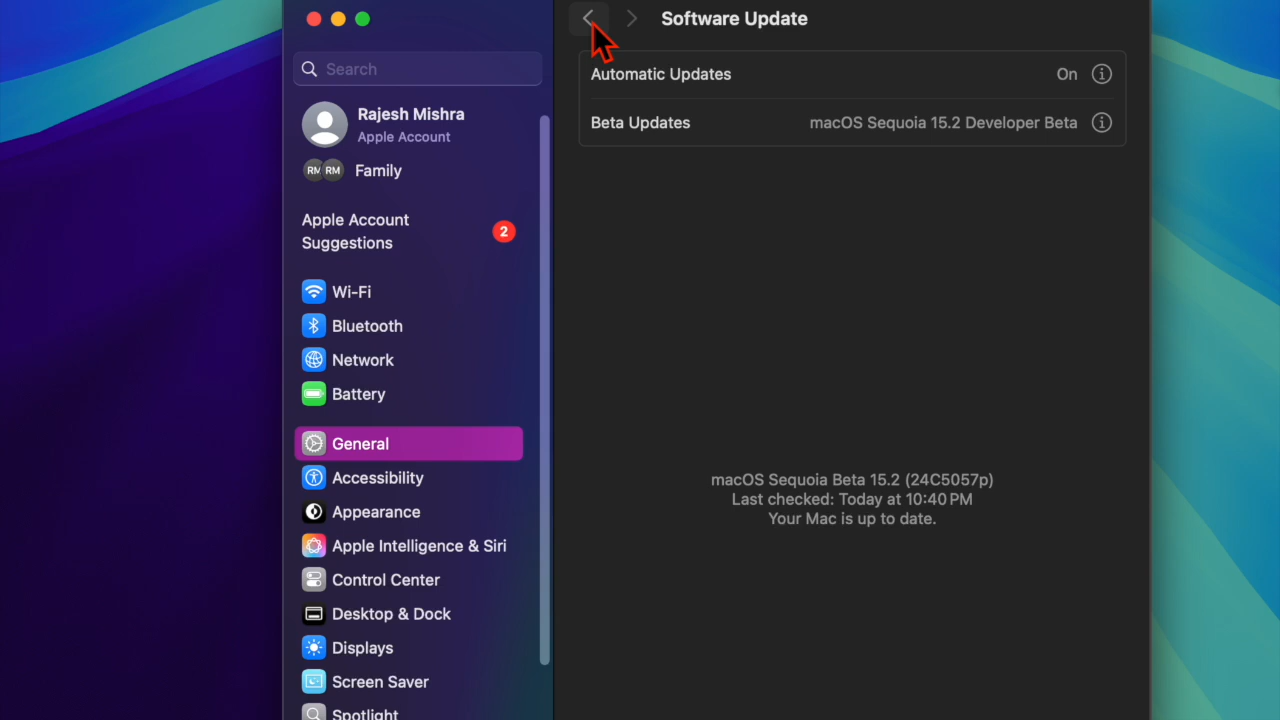 Software Update
Search
Rajesh Mishra
Apple Account
RM RM Family
Apple Account
Suggestions
2
Wi-Fi
Bluetooth
Network
Battery
General
Accessibility
Appearance
Apple Intelligence & Siri
Control Center
Desktop & Dock
Displays
Screen Saver
Spotlight
Automatic Updates On
Beta Updates macOS Sequoia 15.2 Developer Beta
macOS Sequoia Beta 15.2 (24C5057p)
Last checked: Today at 10:40 PM
Your Mac is up to date.